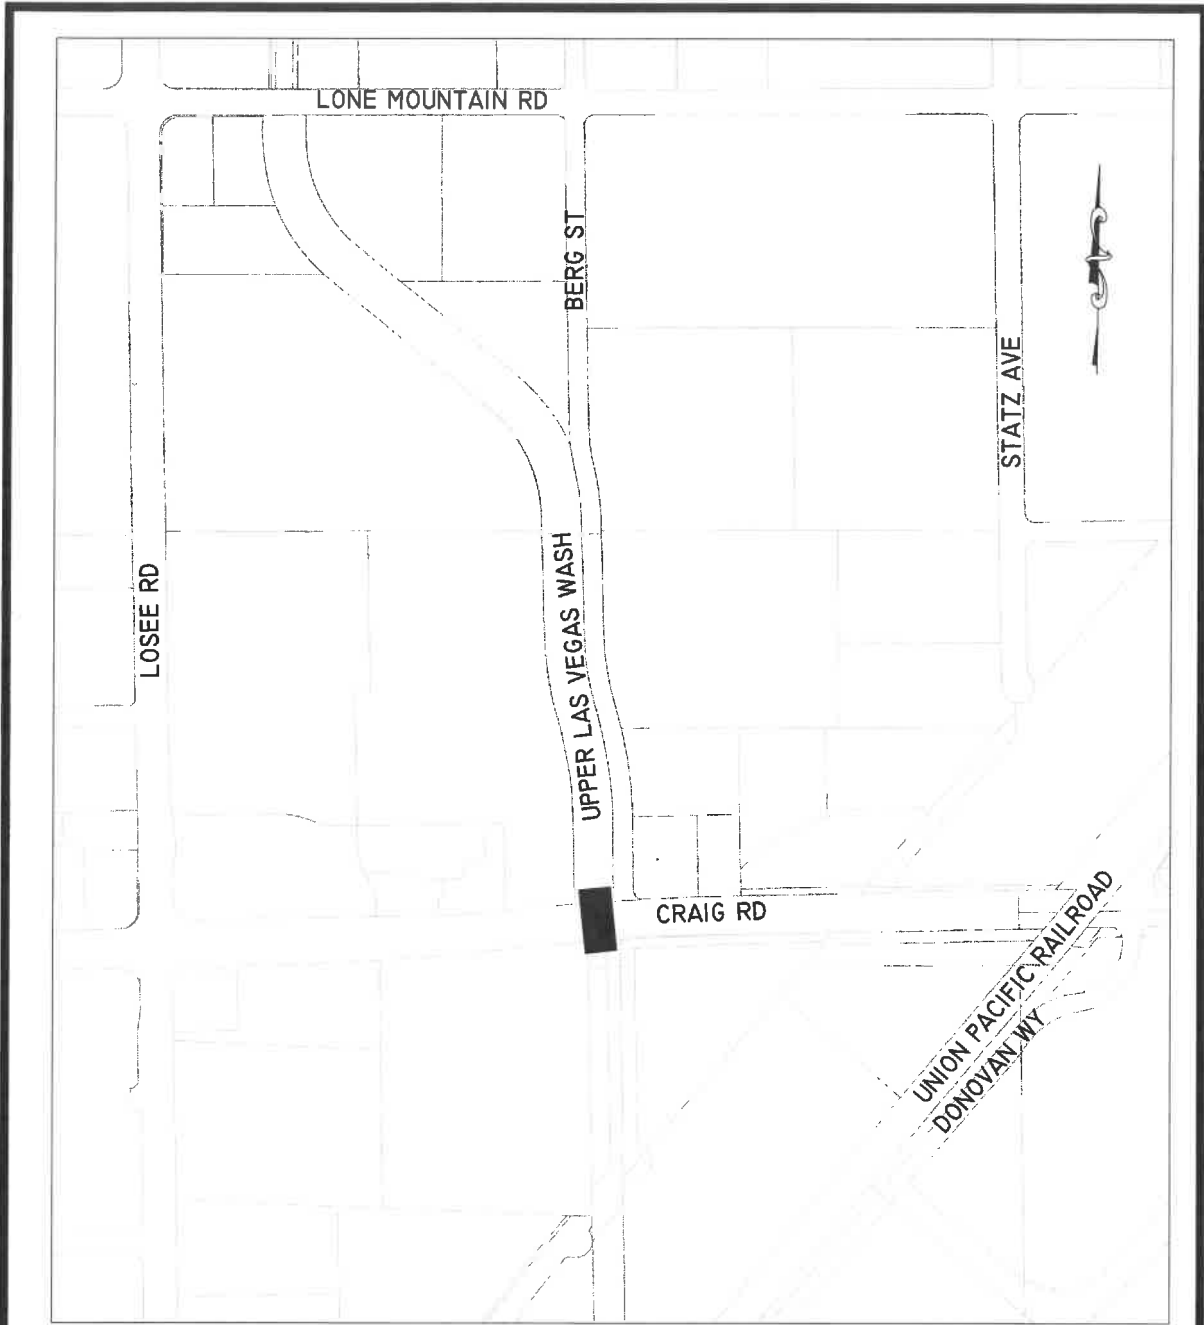 LONE MOUNTAIN RD
BERG ST
STATZ AVE
LOSEE RD
UPPER LAS VEGAS WASH
CRAIG RD
UNION PACIFIC RAILROAD
DONOVAN WY